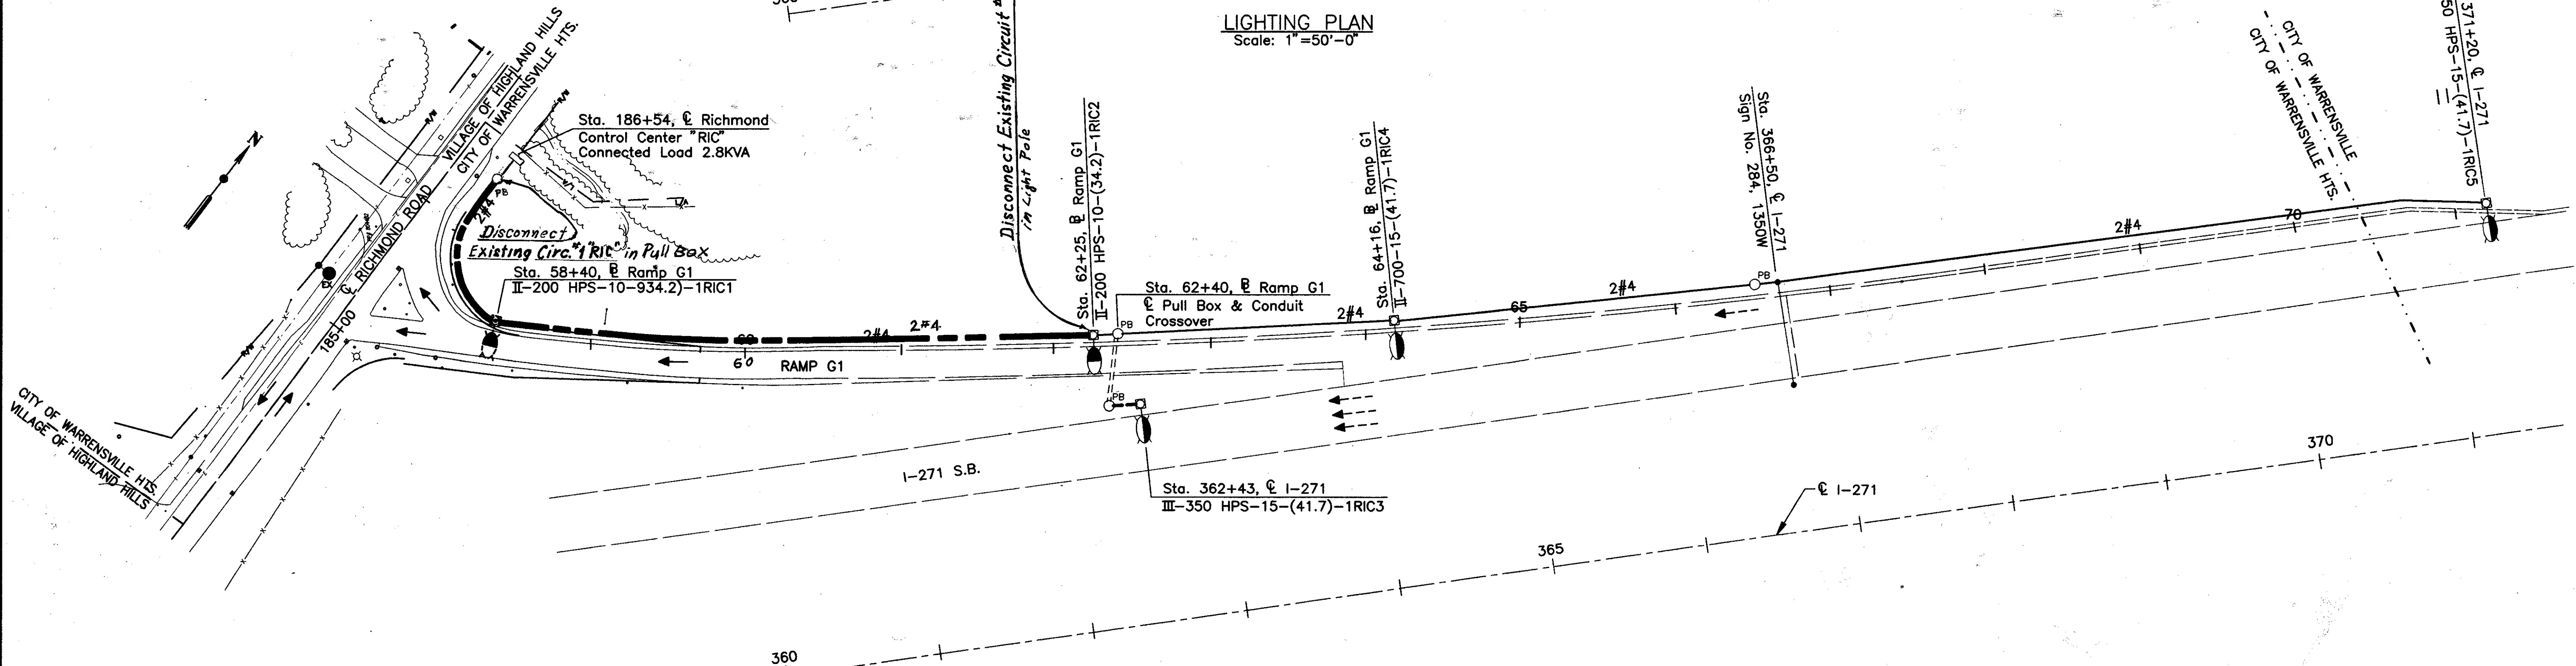 LIGHTING PLAN
Scale: 1"=50'-0"
VILLAGE OF HIGHLAND HILLS
CITY OF WARRENSVILLE HTS.
N
R/W
R/W
Sta. 186+54, ℄ Richmond
Control Center "RIC"
Connected Load 2.8KVA
PB
2#4
L/A
Disconnect
Existing Circ. #1 "RIC" in Pull Box
Sta. 58+40, ⅊ Ramp G1
II-200 HPS-10-934.2)-1RIC1
EX
℄ RICHMOND ROAD
185+00
R/W
CITY OF WARRENSVILLE HTS.
VILLAGE OF HIGHLAND HILLS
Disconnect Existing Circuit
in Light Pole
Sta. 62+25, ⅊ Ramp G1
II-200 HPS-10-(34.2)-1RIC2
Sta. 62+40, ⅊ Ramp G1
℄ Pull Box & Conduit
Crossover
PB
PB
Sta. 64+16, ⅊ Ramp G1
II-700-15-(41.7)-1RIC4
Sta. 366+50, ℄ I-271
Sign No. 284, 1350W
PB
CITY OF WARRENSVILLE
CITY OF WARRENSVILLE HTS.
371+20, ℄ I-271
50 HPS-15-(41.7)-1RIC5
60
2#4
2#4
60
RAMP G1
2#4
65
2#4
2#4
70
I-271 S.B.
Sta. 362+43, ℄ I-271
III-350 HPS-15-(41.7)-1RIC3
℄ I-271
360
365
370